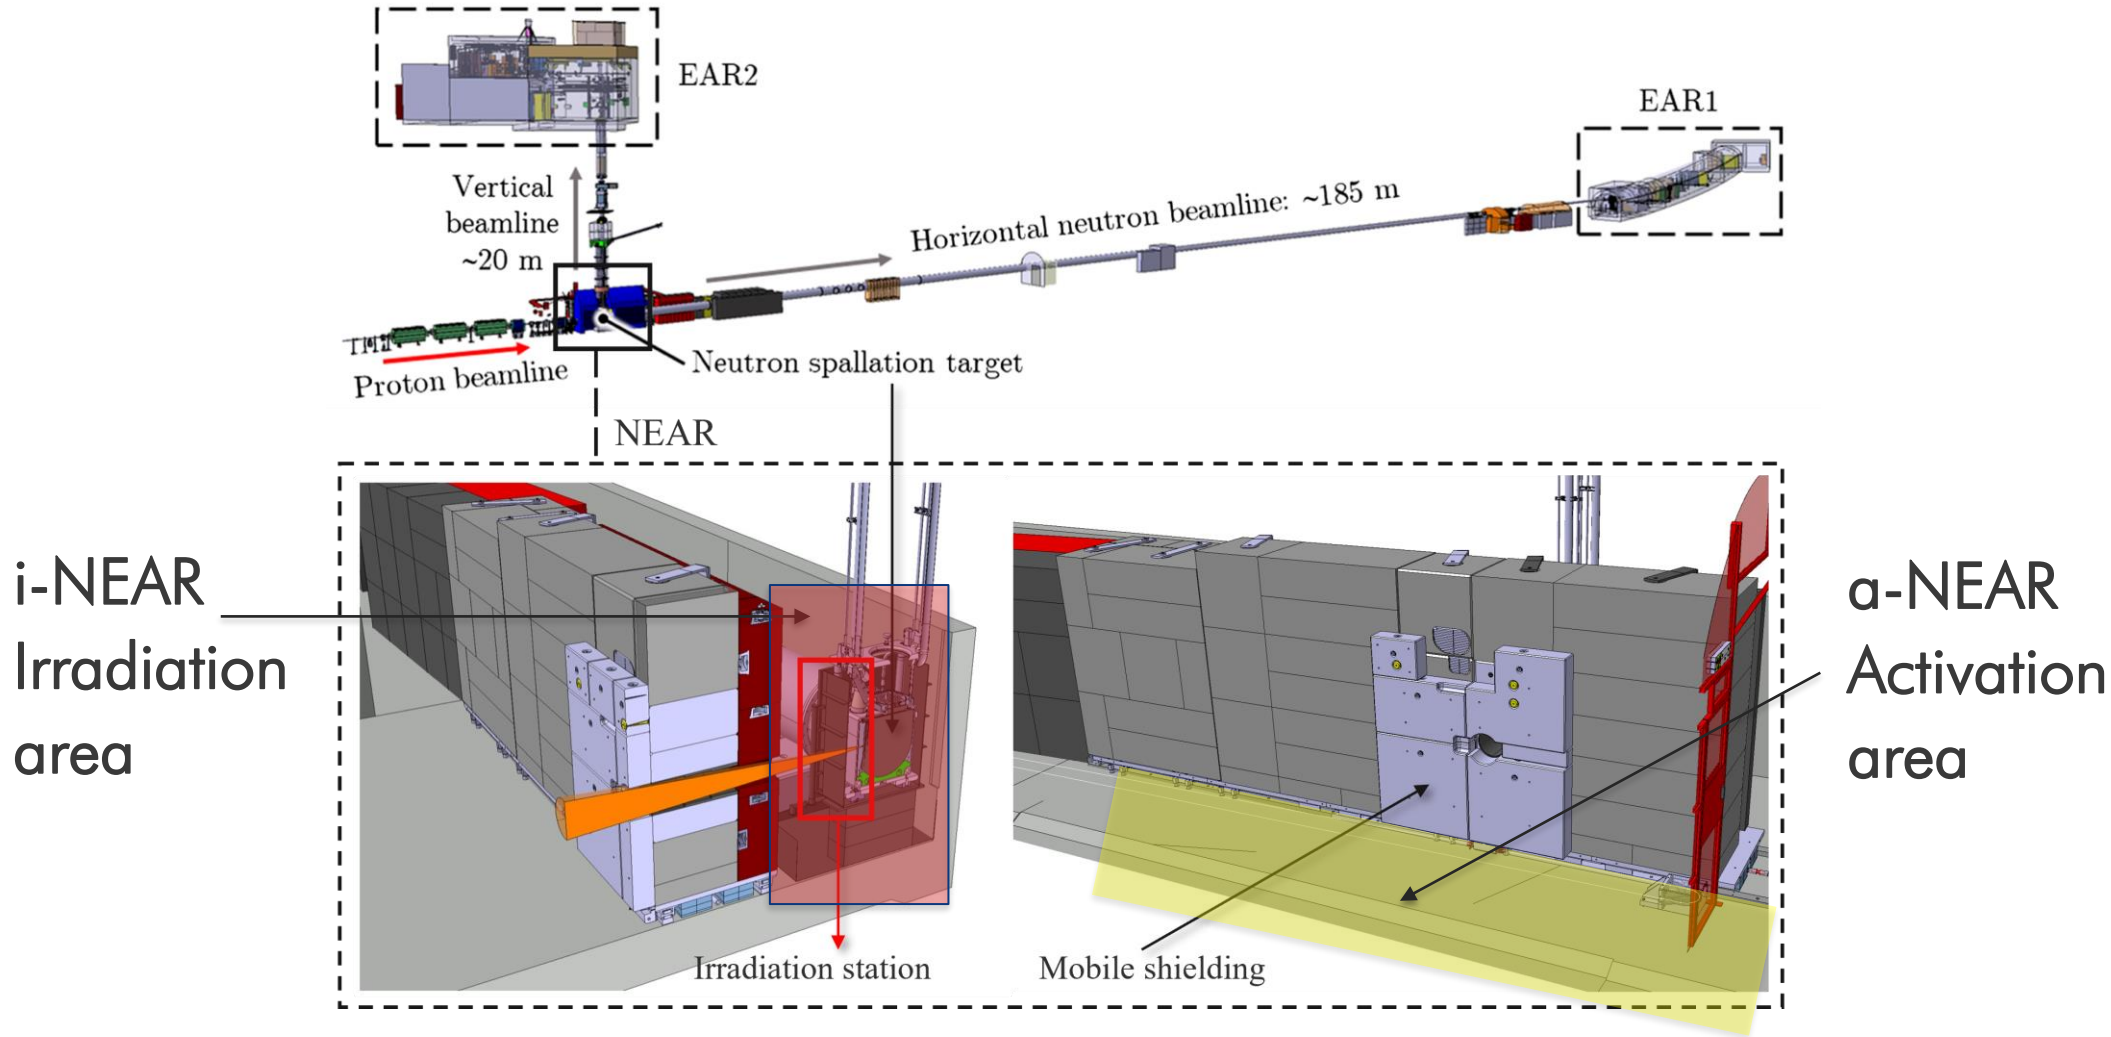 EAR2
EAR1
Vertical
beamline
~20 m
Horizontal neutron beamline: ~185 m
Neutron spallation target
Proton beamline
NEAR
i-NEAR
Irradiation
area
a-NEAR
Activation
area
Irradiation station
Mobile shielding